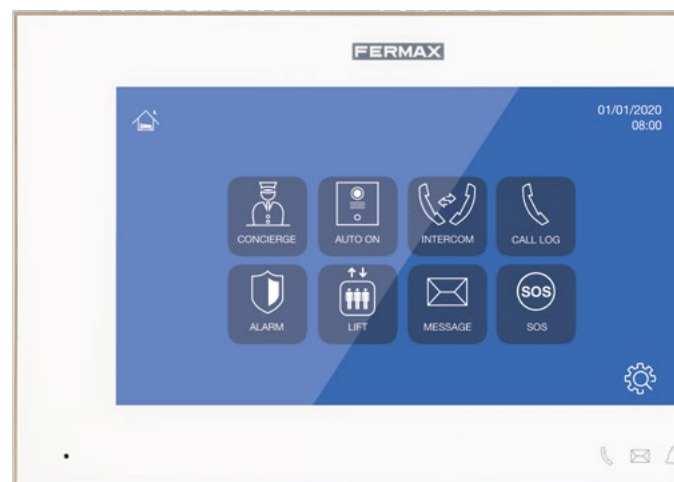 FERMAX
01/01/2020
08:00
CONCIERGE
AUTO ON
INTERCOM
CALL LOG
ALARM
LIFT
MESSAGE
SOS
SOS